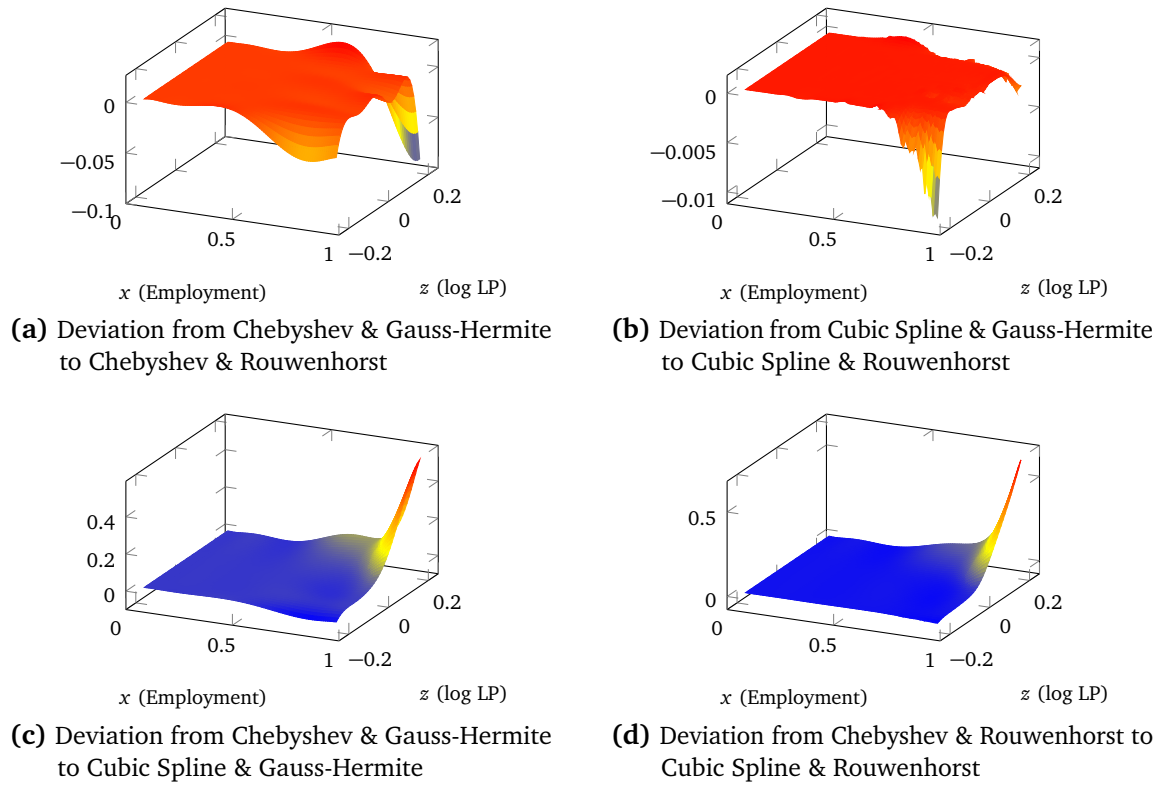 0
−0.05
−0.1
0
0.5
1
−0.2
0
0.2
x (Employment)
z (log LP)
(a) Deviation from Chebyshev & Gauss-Hermite
to Chebyshev & Rouwenhorst
0
−0.005
−0.01
0
0.5
1
−0.2
0
0.2
x (Employment)
z (log LP)
(b) Deviation from Cubic Spline & Gauss-Hermite
to Cubic Spline & Rouwenhorst
0.4
0.2
0
0
0.5
1
−0.2
0
0.2
x (Employment)
z (log LP)
(c) Deviation from Chebyshev & Gauss-Hermite
to Cubic Spline & Gauss-Hermite
0.5
0
0
0.5
1
−0.2
0
0.2
x (Employment)
z (log LP)
(d) Deviation from Chebyshev & Rouwenhorst to
Cubic Spline & Rouwenhorst